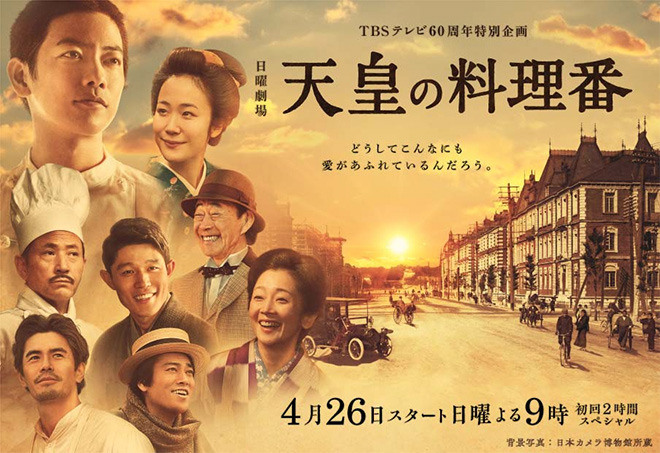 TBSテレビ60周年特別企画
日曜劇場
天皇の料理番
どうしてこんなにも
愛があふれているんだろう。
4月26日スタート日曜よる9時 初回2時間
スペシャル
背景写真：日本カメラ博物館所蔵